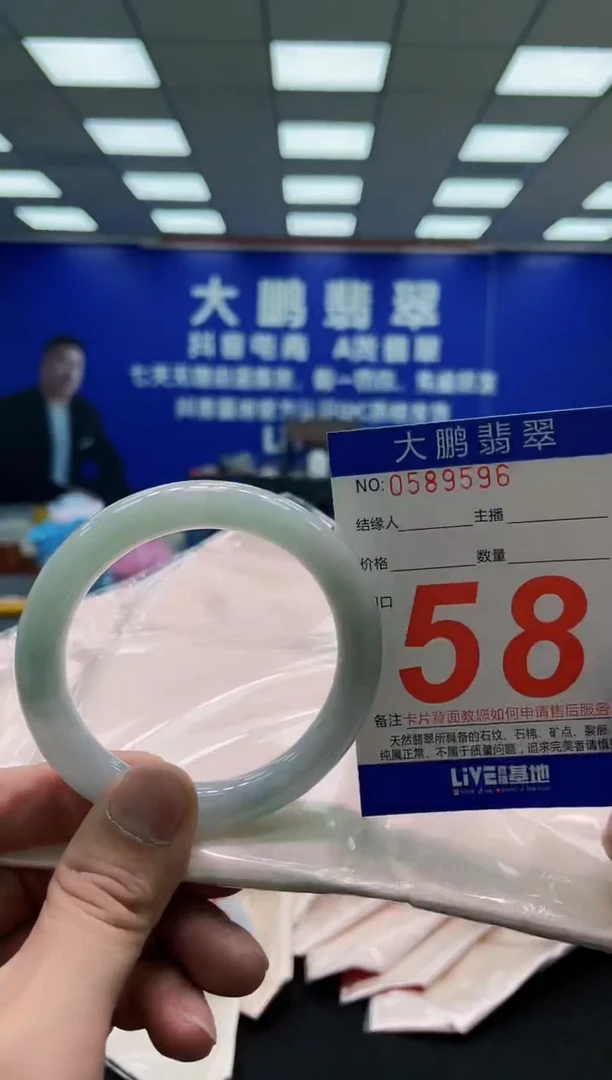 大鹏翡翠
抖音电商 A货翡翠
大鹏翡翠
NO:0589596
结缘人 主播
价格 数量
口
58
备注 卡片背面教您如何申请售后服务
天然翡翠所具备的石纹、石棉、矿点、裂
纯属正常、不属于质量问题，追求完美者请慎
LiVE 基地